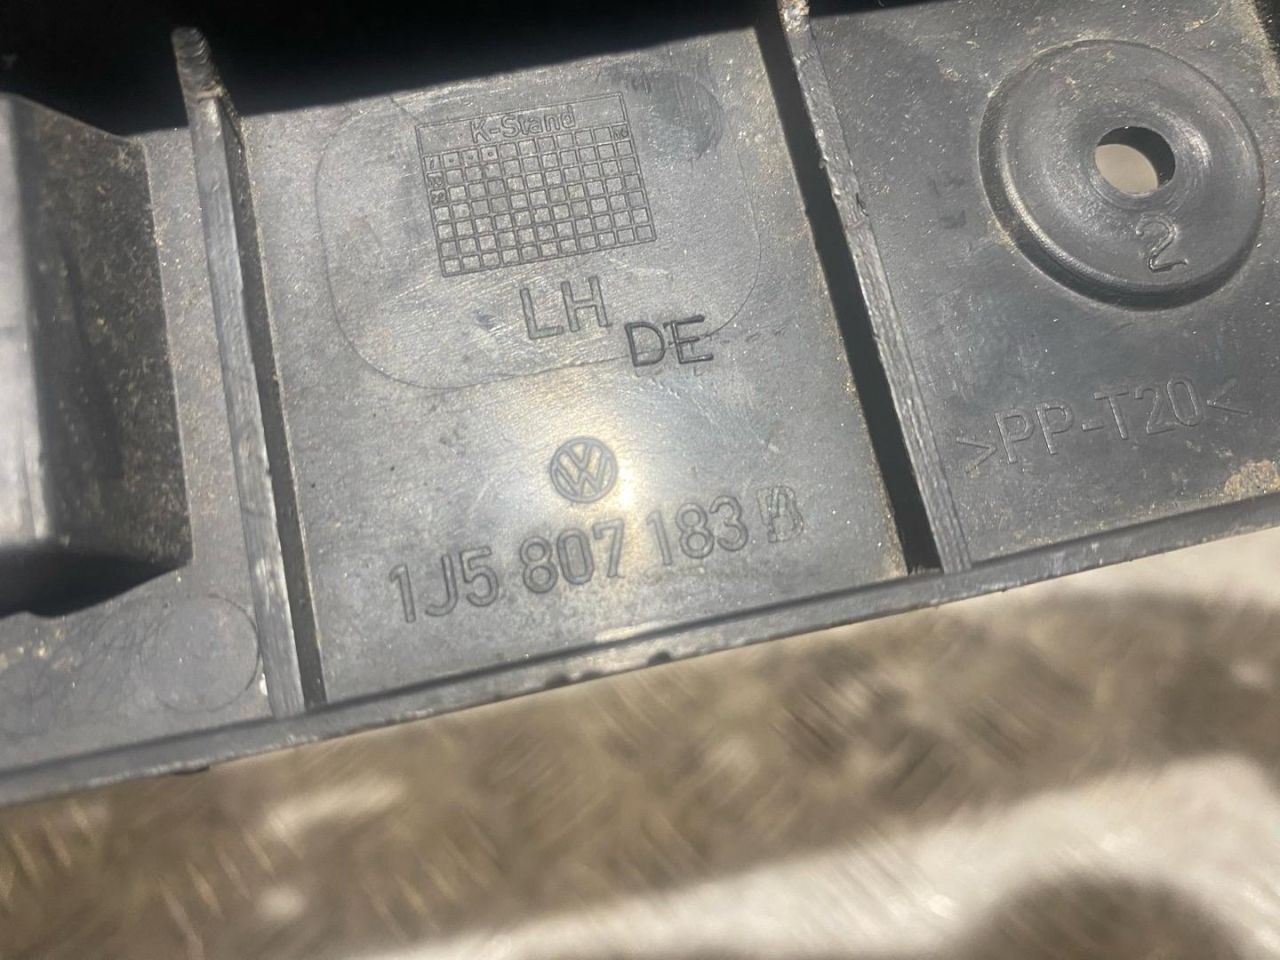 K-Stand
LH
DE
1J5 807 183 B
2
>PP-T20<